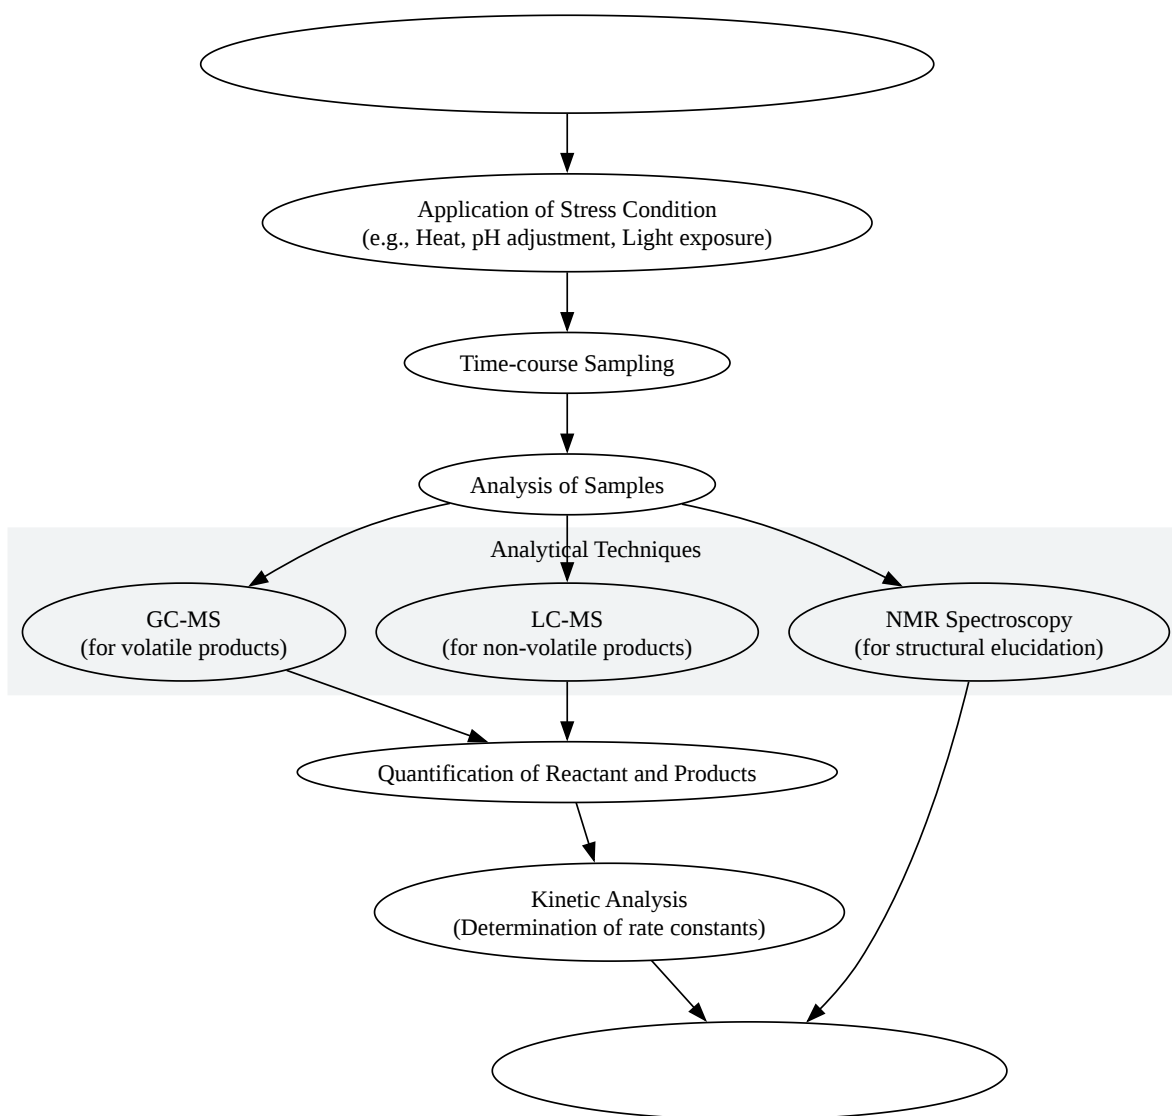 Application of Stress Condition
(e.g., Heat, pH adjustment, Light exposure)
Time-course Sampling
Analysis of Samples
Analytical Techniques
GC-MS
(for volatile products)
LC-MS
(for non-volatile products)
NMR Spectroscopy
(for structural elucidation)
Quantification of Reactant and Products
Kinetic Analysis
(Determination of rate constants)